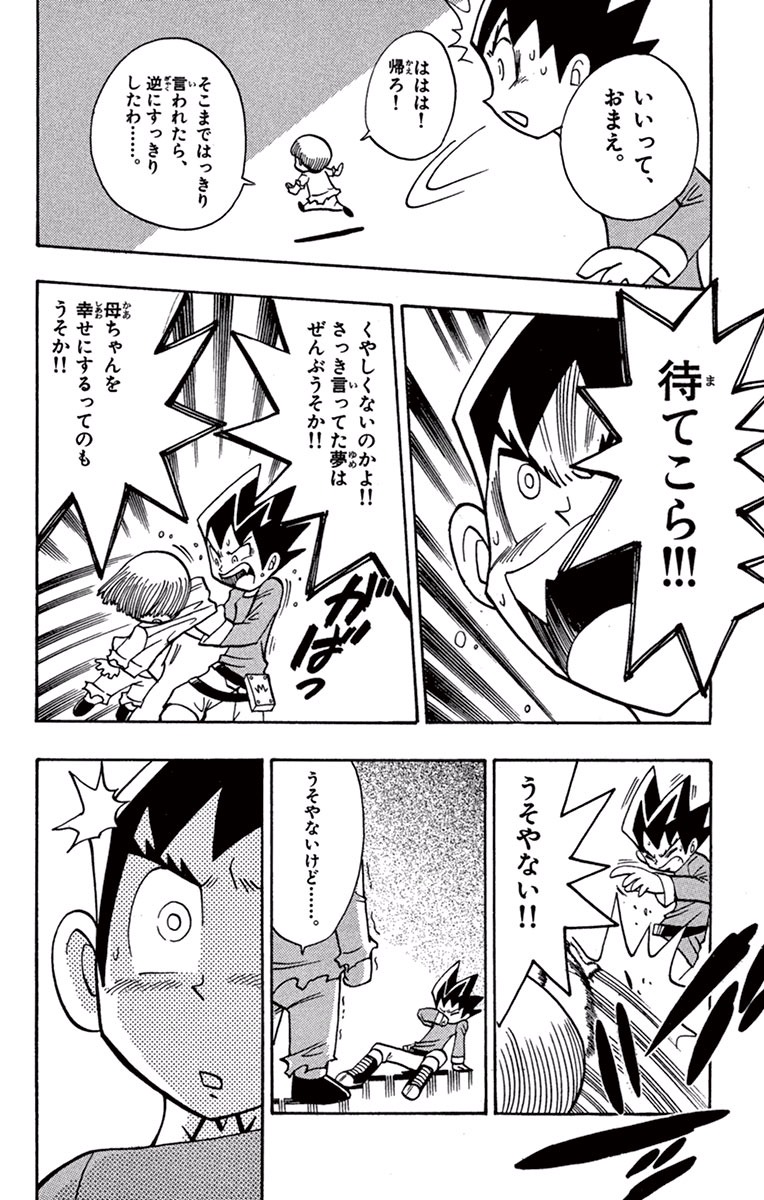 いいって、
おまえ。
ははは！
帰ろ！
そこまではっきり
言われたら、
逆にすっきり
したわ……。
待てこら!!!
くやしくないのかよ!!
さっき言ってた夢は
ぜんぶうそか!!
母ちゃんを
幸せにするってのも
うそか!!
がばっ
うそやない!!
うそやないけど……。